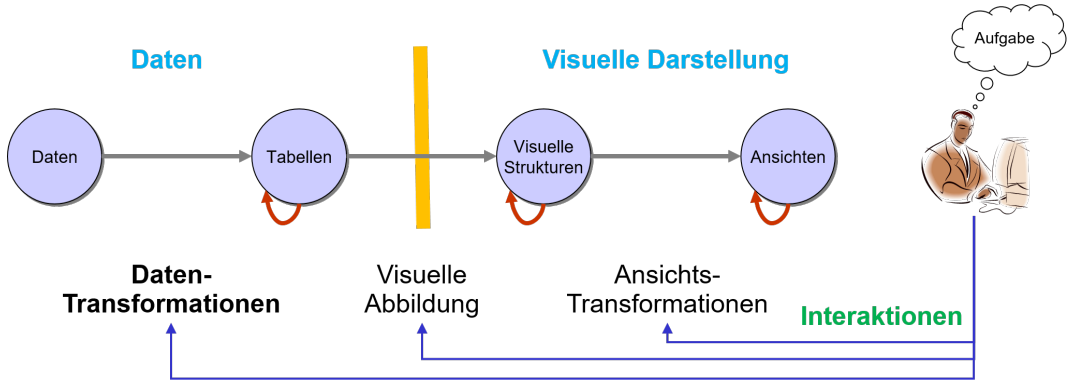 Aufgabe
Daten
Visuelle Darstellung
Daten
Tabellen
Visuelle
Strukturen
Ansichten
Daten-
Transformationen
Visuelle
Abbildung
Ansichts-
Transformationen
Interaktionen